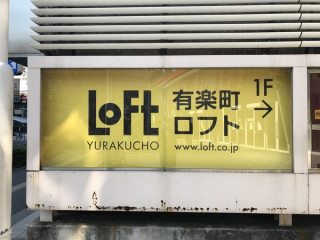 LOFt
YURAKUCHO
有楽町
ロフト
www.loft.co.jp
1F
→